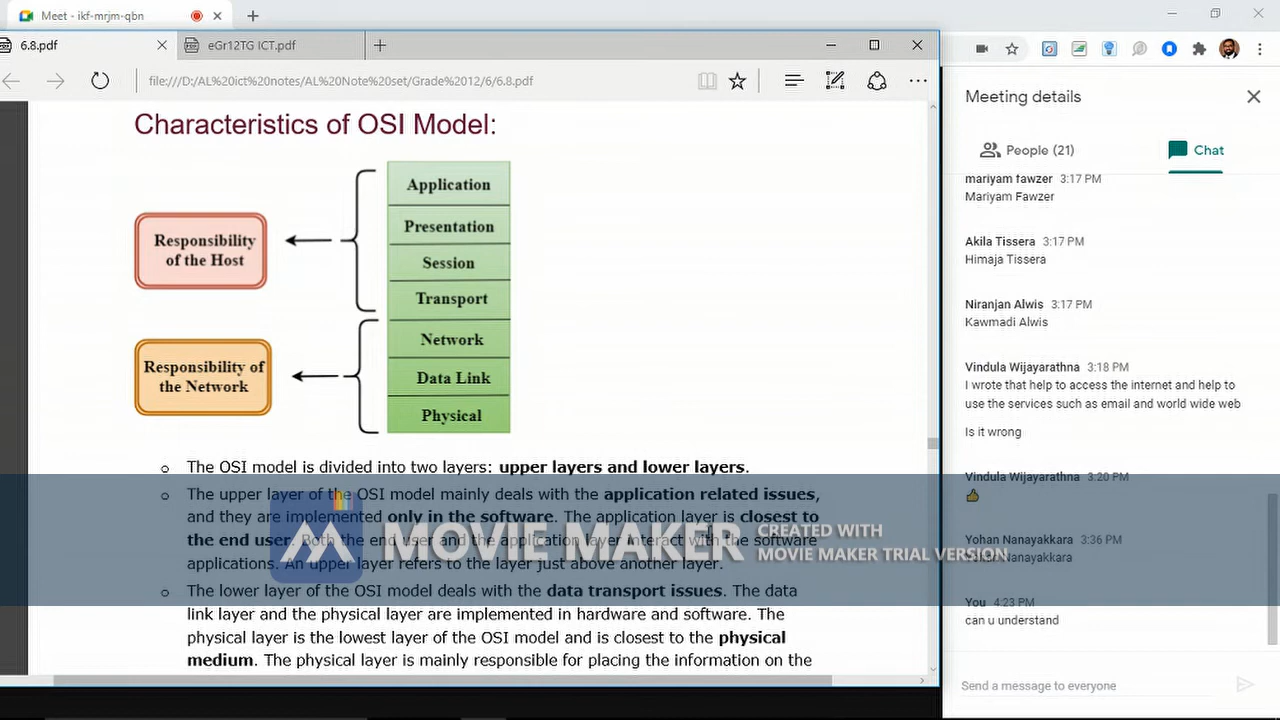 Meet - ikf-mrjm-qbn
6.8.pdf
eGr12TG ICT.pdf
file:///D:/AL%20ict%20notes/AL%20Note%20set/Grade%2012/6/6.8.pdf
Characteristics of OSI Model:
Application
Presentation
Session
Transport
Network
Data Link
Physical
Responsibility
of the Host
Responsibility of
the Network
The OSI model is divided into two layers: upper layers and lower layers.
The upper layer of the OSI model mainly deals with the application related issues,
and they are implemented only in the software. The application layer is closest to
the end user. Both the end user and the application layer interact with the software
applications. An upper layer refers to the layer just above another layer.
The lower layer of the OSI model deals with the data transport issues. The data
link layer and the physical layer are implemented in hardware and software. The
physical layer is the lowest layer of the OSI model and is closest to the physical
medium. The physical layer is mainly responsible for placing the information on the
MOVIE MAKER
CREATED WITH
MOVIE MAKER TRIAL VERSION
Meeting details
People (21)
Chat
mariyam fawzer 3:17 PM
Mariyam Fawzer
Akila Tissera 3:17 PM
Himaja Tissera
Niranjan Alwis 3:17 PM
Kawmadi Alwis
Vindula Wijayarathna 3:18 PM
I wrote that help to access the internet and help to
use the services such as email and world wide web
Is it wrong
Vindula Wijayarathna 3:20 PM
👍
Yohan Nanayakkara 3:36 PM
Yohan Nanayakkara
You 4:23 PM
can u understand
Send a message to everyone